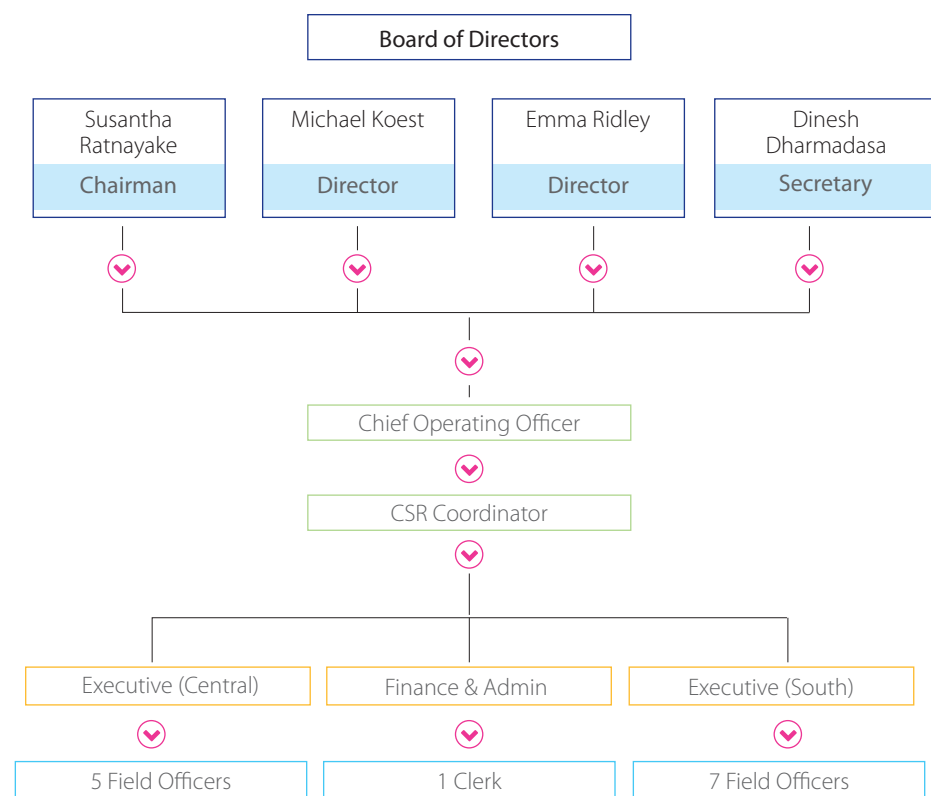 Board of Directors
Susantha
Ratnayake
Chairman
Michael Koest
Director
Emma Ridley
Director
Dinesh
Dharmadasa
Secretary
Chief Operating Officer
CSR Coordinator
Executive (Central)
Finance & Admin
Executive (South)
5 Field Officers
1 Clerk
7 Field Officers